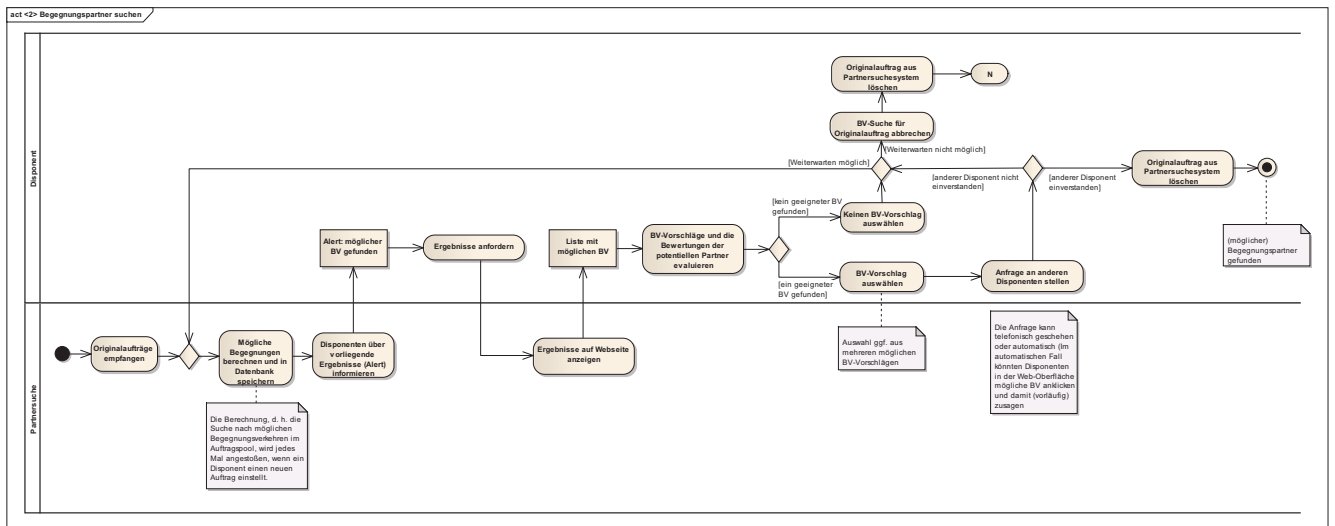 act <2> Begegnungspartner suchen
Disponent
Originalauftrag aus
Partnersuchesystem
löschen
N
BV-Suche für
Originalauftrag abbrechen
[Weiterwarten nicht möglich]
[Weiterwarten möglich]
[anderer Disponent nicht
einverstanden]
[anderer Disponent
einverstanden]
Originalauftrag aus
Partnersuchesystem
löschen
[kein geeigneter BV
gefunden]
Keinen BV-Vorschlag
auswählen
Alert: möglicher
BV gefunden
Ergebnisse anfordern
Liste mit
möglichen BV
BV-Vorschläge und die
Bewertungen der
potentiellen Partner
evaluieren
[ein geeigneter
BV gefunden]
BV-Vorschlag
auswählen
Anfrage an anderen
Disponenten stellen
(möglicher)
Begegnungspartner
gefunden
Partnersuche
Originalaufträge
empfangen
Mögliche
Begegnungen
berechnen und in
Datenbank
speichern
Disponenten über
vorliegende
Ergebnisse (Alert)
informieren
Ergebnisse auf Webseite
anzeigen
Auswahl ggf. aus
mehreren möglichen
BV-Vorschlägen
Die Anfrage kann
telefonisch geschehen
oder automatisch (Im
automatischen Fall
könnten Disponenten
in der Web-Oberfläche
mögliche BV anklicken
und damit (vorläufig)
zusagen
Die Berechnung, d. h. die
Suche nach möglichen
Begegnungsverkehren im
Auftragspool, wird jedes
Mal angestoßen, wenn ein
Disponent einen neuen
Auftrag einstellt.